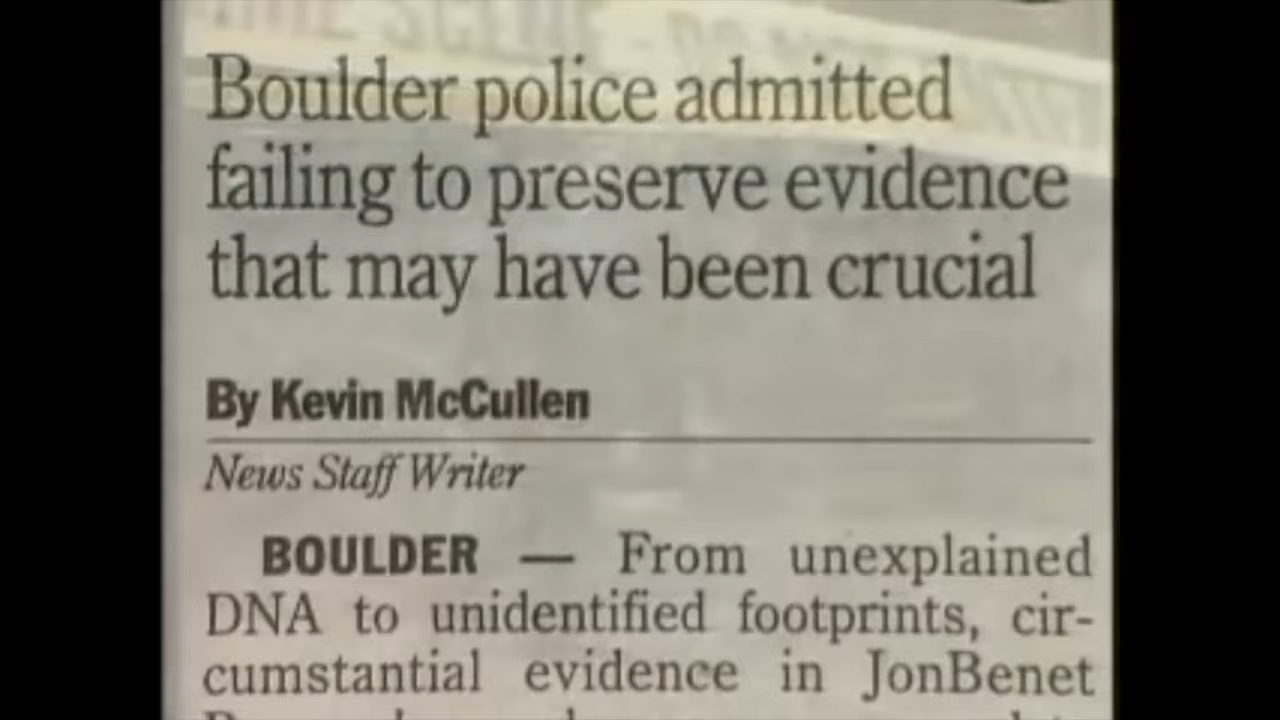 Boulder police admitted
failing to preserve evidence
that may have been crucial
By Kevin McCullen
News Staff Writer
BOULDER — From unexplained
DNA to unidentified footprints, cir-
cumstantial evidence in JonBenet